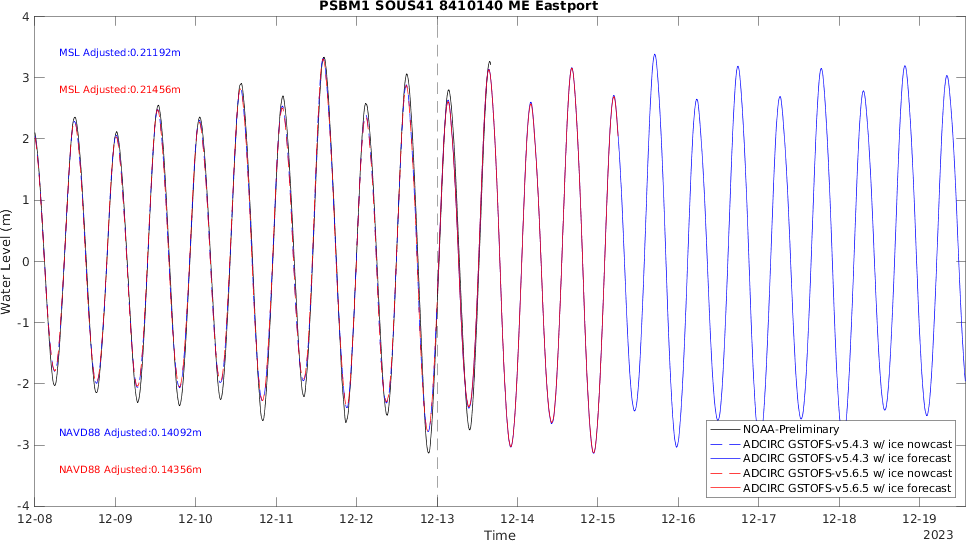 PSBM1 SOUS41 8410140 ME Eastport
4
3
2
1
0
-1
-2
-3
-4
Water Level (m)
MSL Adjusted:0.21192m
MSL Adjusted:0.21456m
NAVD88 Adjusted:0.14092m
NAVD88 Adjusted:0.14356m
NOAA-Preliminary
ADCIRC GSTOFS-v5.4.3 w/ ice nowcast
ADCIRC GSTOFS-v5.4.3 w/ ice forecast
ADCIRC GSTOFS-v5.6.5 w/ ice nowcast
ADCIRC GSTOFS-v5.6.5 w/ ice forecast
12-08 12-09 12-10 12-11 12-12 12-13 12-14 12-15 12-16 12-17 12-18 12-19
Time
2023